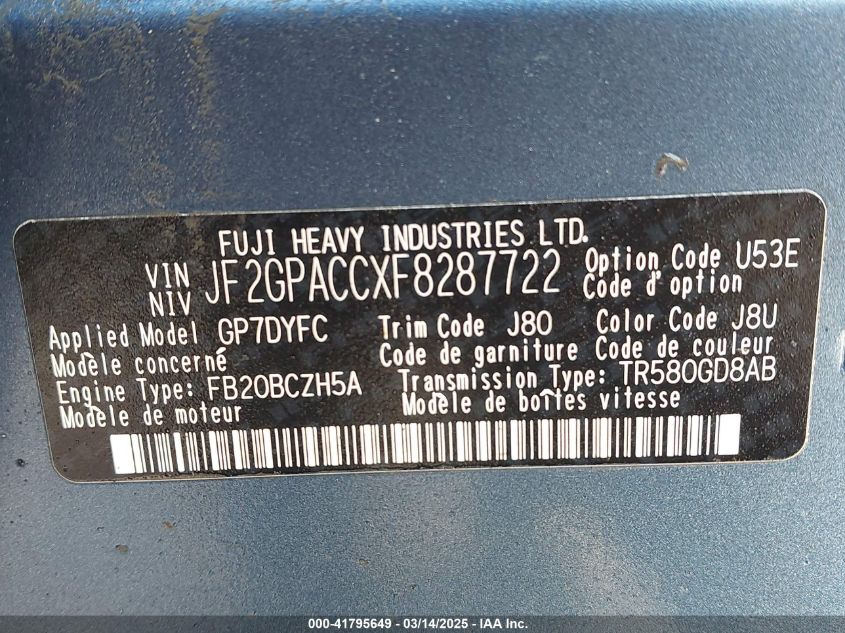 FUJI HEAVY INDUSTRIES LTD.
VIN
NIV
JF2GPACCXF8287722
Option Code U53E
Code d'option
Applied Model GP7DYFC Trim Code J80 Color Code J8U
Modèle concerné Code de garniture Code de couleur
Engine Type: FB20BCZH5A Transmission Type: TR580GD8AB
Modèle de moteur Modèle de boîtes vitesse
000-41795649 - 03/14/2025 - IAA Inc.